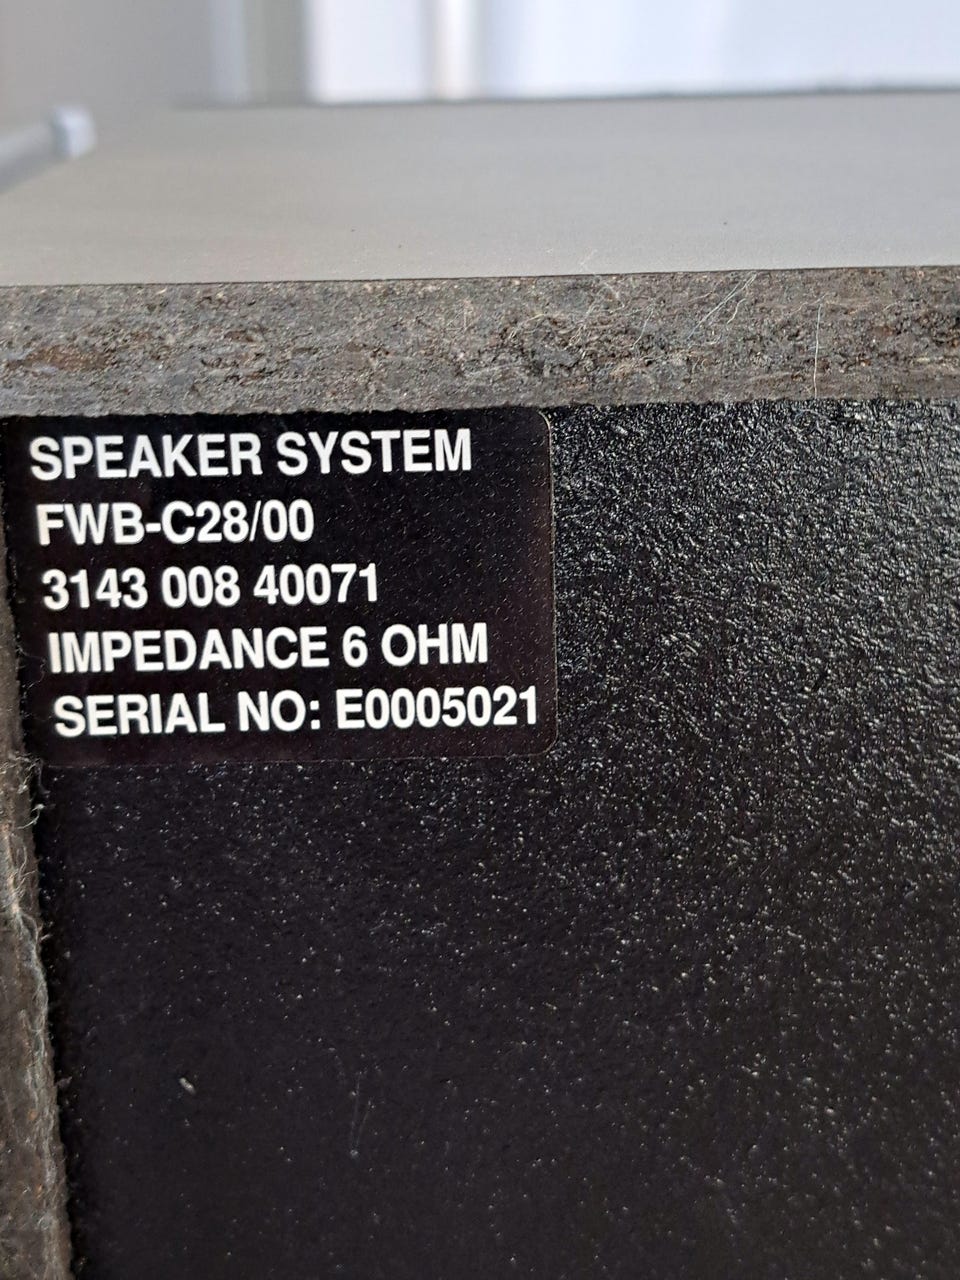 SPEAKER SYSTEM
FWB-C28/00
3143 008 40071
IMPEDANCE 6 OHM
SERIAL NO: E0005021